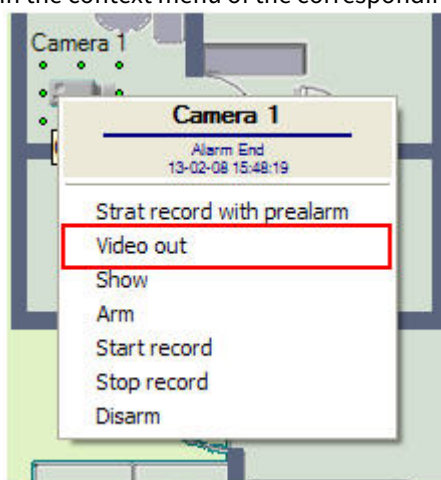 in the context menu of the correspondi
Camera 1
Camera 1
Alarm End
13-02-08 15:48:19
Strat record with prealarm
Video out
Show
Arm
Start record
Stop record
Disarm